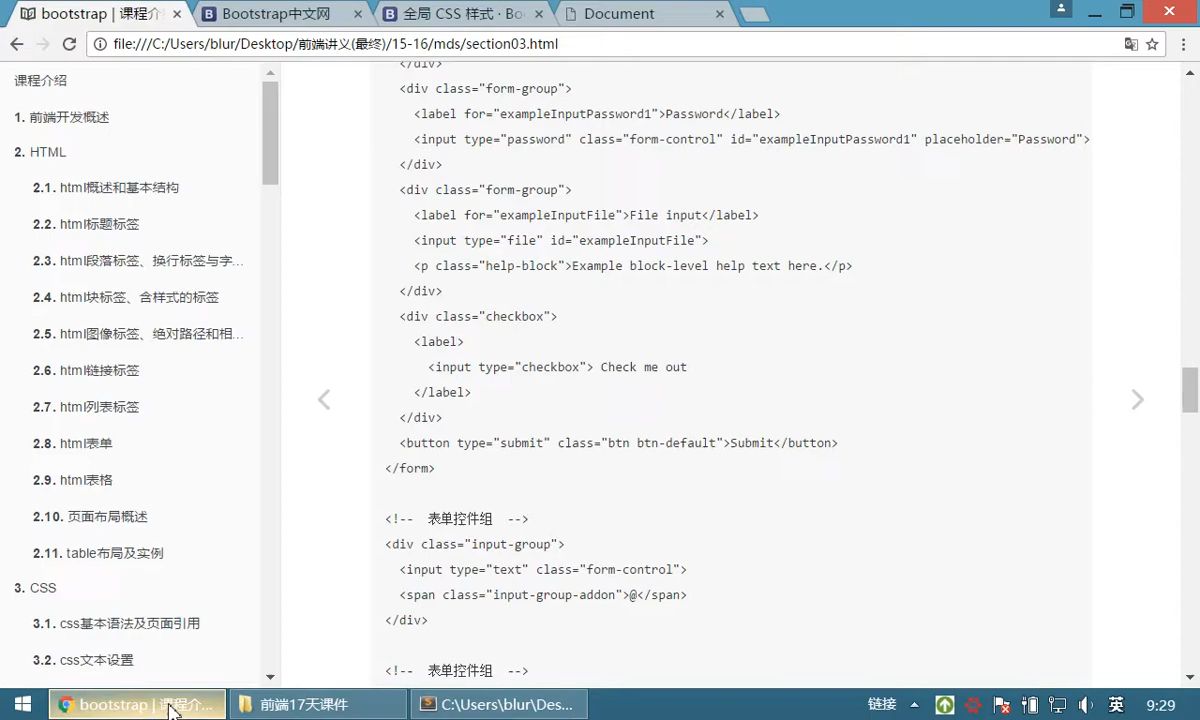 bootstrap | 课程介
Bootstrap中文网
全局 CSS 样式 · Bo
Document
file:///C:/Users/blur/Desktop/前端讲义(最终)/15-16/mds/section03.html
课程介绍
1. 前端开发概述
2. HTML
2.1. html概述和基本结构
2.2. html标题标签
2.3. html段落标签、换行标签与字...
2.4. html块标签、含样式的标签
2.5. html图像标签、绝对路径和相...
2.6. html链接标签
2.7. html列表标签
2.8. html表单
2.9. html表格
2.10. 页面布局概述
2.11. table布局及实例
3. CSS
3.1. css基本语法及页面引用
3.2. css文本设置
</div>
<div class="form-group">
<label for="exampleInputPassword1">Password</label>
<input type="password" class="form-control" id="exampleInputPassword1" placeholder="Password">
</div>
<div class="form-group">
<label for="exampleInputFile">File input</label>
<input type="file" id="exampleInputFile">
<p class="help-block">Example block-level help text here.</p>
</div>
<div class="checkbox">
<label>
<input type="checkbox"> Check me out
</label>
</div>
<button type="submit" class="btn btn-default">Submit</button>
</form>
<!-- 表单控件组 -->
<div class="input-group">
<input type="text" class="form-control">
<span class="input-group-addon">@</span>
</div>
<!-- 表单控件组 -->
bootstrap | 课程介...
前端17天课件
C:\Users\blur\Des...
链接
英
9:29